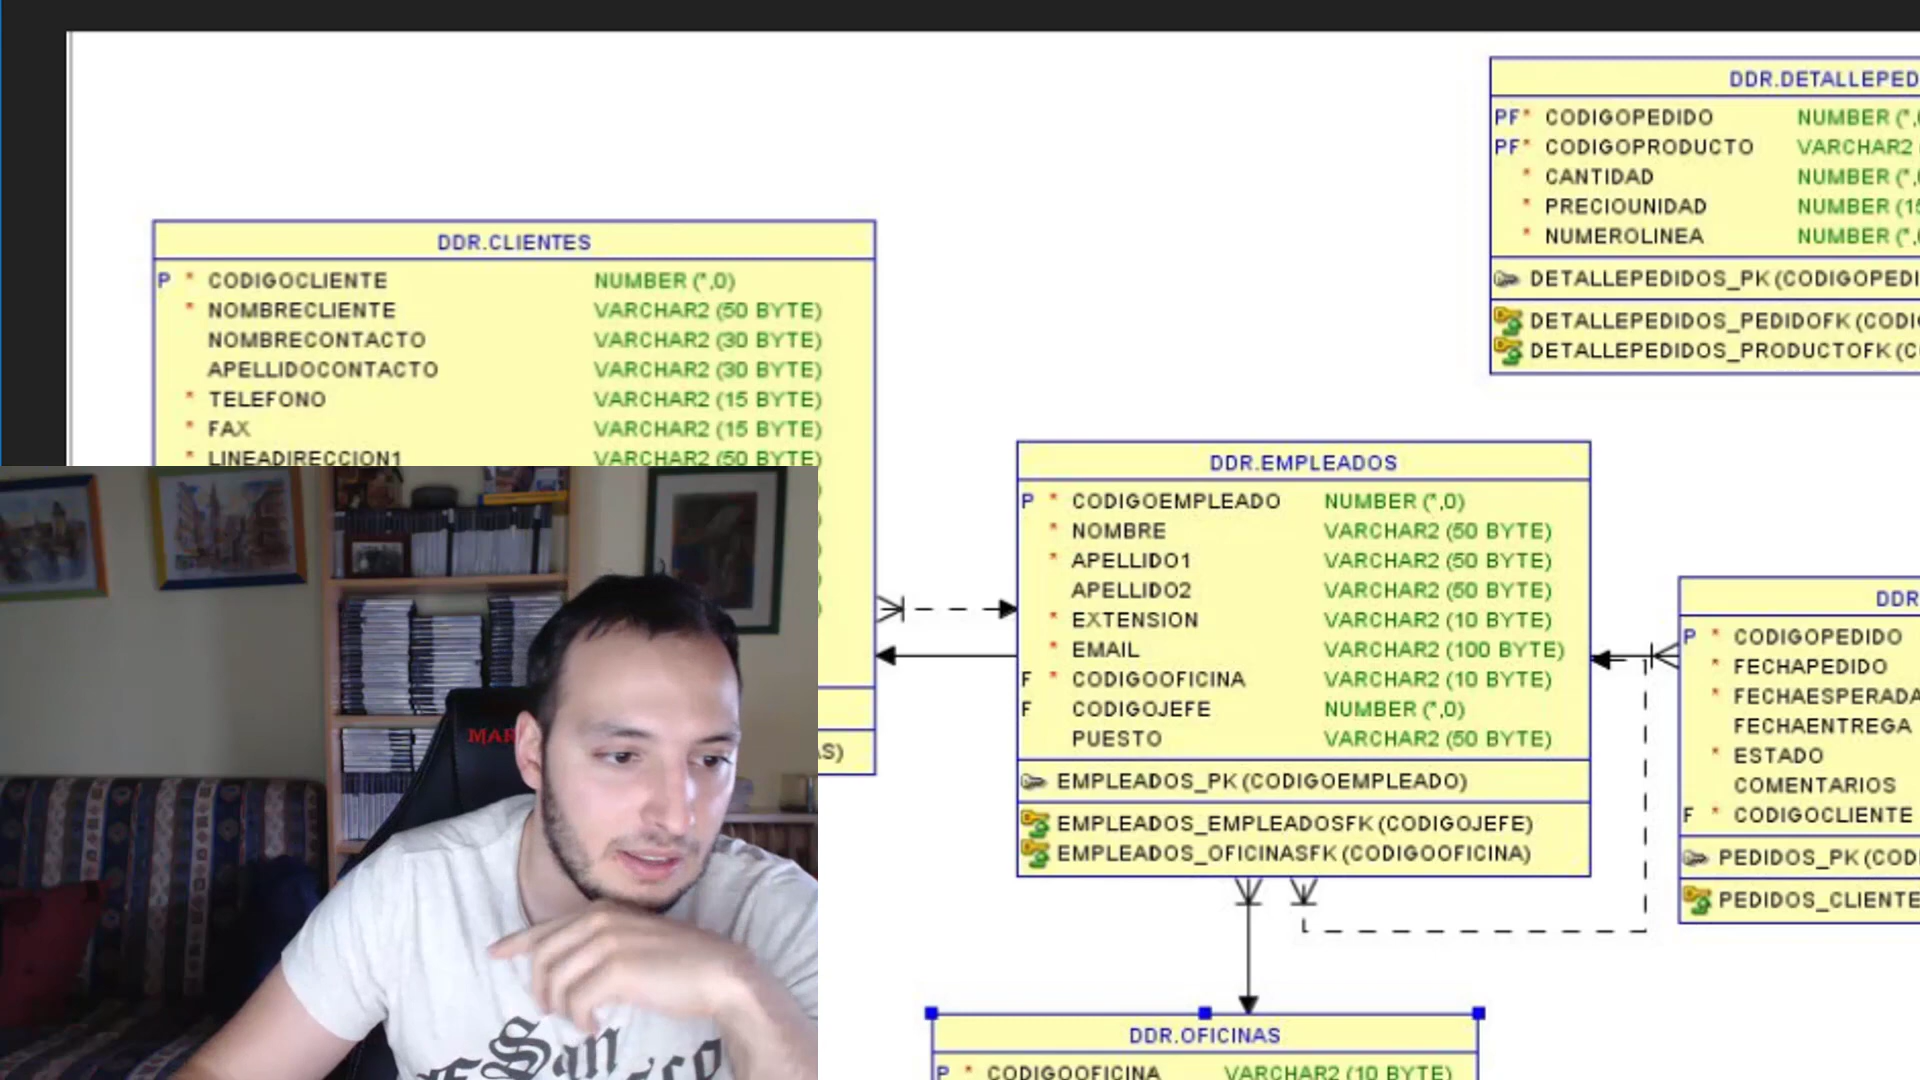 DDR.DETALLEPED
PF* CODIGOPEDIDO NUMBER (*,
PF* CODIGOPRODUCTO VARCHAR2
* CANTIDAD NUMBER (*,
* PRECIOUNIDAD NUMBER (15
* NUMEROLINEA NUMBER (*,
DETALLEPEDIDOS_PK (CODIGOPEDI
DETALLEPEDIDOS_PEDIDOFK (CODI
DETALLEPEDIDOS_PRODUCTOFK (C
DDR.CLIENTES
P * CODIGOCLIENTE NUMBER (*,0)
* NOMBRECLIENTE VARCHAR2 (50 BYTE)
NOMBRECONTACTO VARCHAR2 (30 BYTE)
APELLIDOCONTACTO VARCHAR2 (30 BYTE)
* TELEFONO VARCHAR2 (15 BYTE)
* FAX VARCHAR2 (15 BYTE)
* LINEADIRECCION1 VARCHAR2 (50 BYTE)
AS)
DDR.EMPLEADOS
P * CODIGOEMPLEADO NUMBER (*,0)
* NOMBRE VARCHAR2 (50 BYTE)
* APELLIDO1 VARCHAR2 (50 BYTE)
APELLIDO2 VARCHAR2 (50 BYTE)
* EXTENSION VARCHAR2 (10 BYTE)
* EMAIL VARCHAR2 (100 BYTE)
F * CODIGOOFICINA VARCHAR2 (10 BYTE)
F CODIGOJEFE NUMBER (*,0)
PUESTO VARCHAR2 (50 BYTE)
EMPLEADOS_PK (CODIGOEMPLEADO)
EMPLEADOS_EMPLEADOSFK (CODIGOJEFE)
EMPLEADOS_OFICINASFK (CODIGOOFICINA)
DDR
P * CODIGOPEDIDO
* FECHAPEDIDO
* FECHAESPERADA
FECHAENTREGA
* ESTADO
COMENTARIOS
F * CODIGOCLIENTE
PEDIDOS_PK (COD
PEDIDOS_CLIENTE
DDR.OFICINAS
P * CODIGOOFICINA VARCHAR2 (10 BYTE)
MAR
San